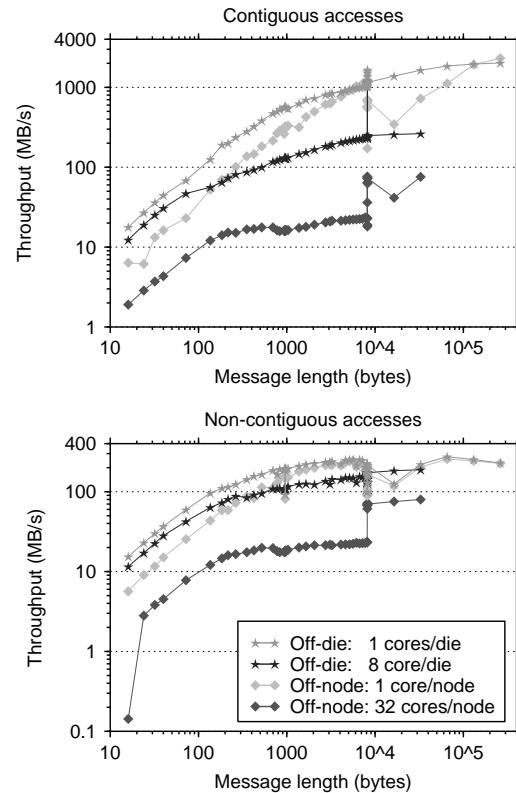 Contiguous accesses
4000
1000
100
10
1
Throughput (MB/s)
10 100 1000 10^4 10^5
Message length (bytes)
Non-contiguous accesses
400
100
10
1
0.1
Throughput (MB/s)
Off-die: 1 cores/die
Off-die: 8 core/die
Off-node: 1 core/node
Off-node: 32 cores/node
10 100 1000 10^4 10^5
Message length (bytes)